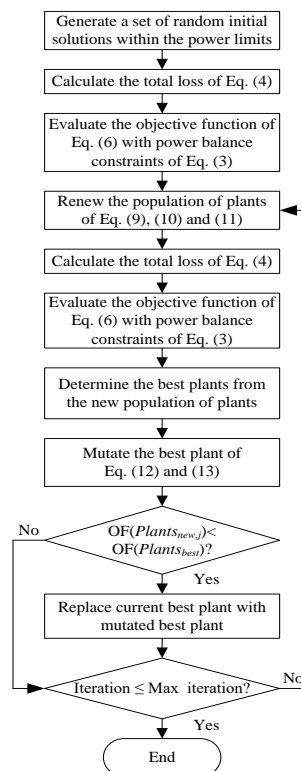 Generate a set of random initial
solutions within the power limits
Calculate the total loss of Eq. (4)
Evaluate the objective function of
Eq. (6) with power balance
constraints of Eq. (3)
Renew the population of plants
of Eq. (9), (10) and (11)
Calculate the total loss of Eq. (4)
Evaluate the objective function of
Eq. (6) with power balance
constraints of Eq. (3)
Determine the best plants from
the new population of plants
Mutate the best plant of
Eq. (12) and (13)
No
OF(Plantsnew,j)<
OF(Plantsbest)?
Yes
Replace current best plant with
mutated best plant
Iteration ≤ Max iteration?
No
Yes
End